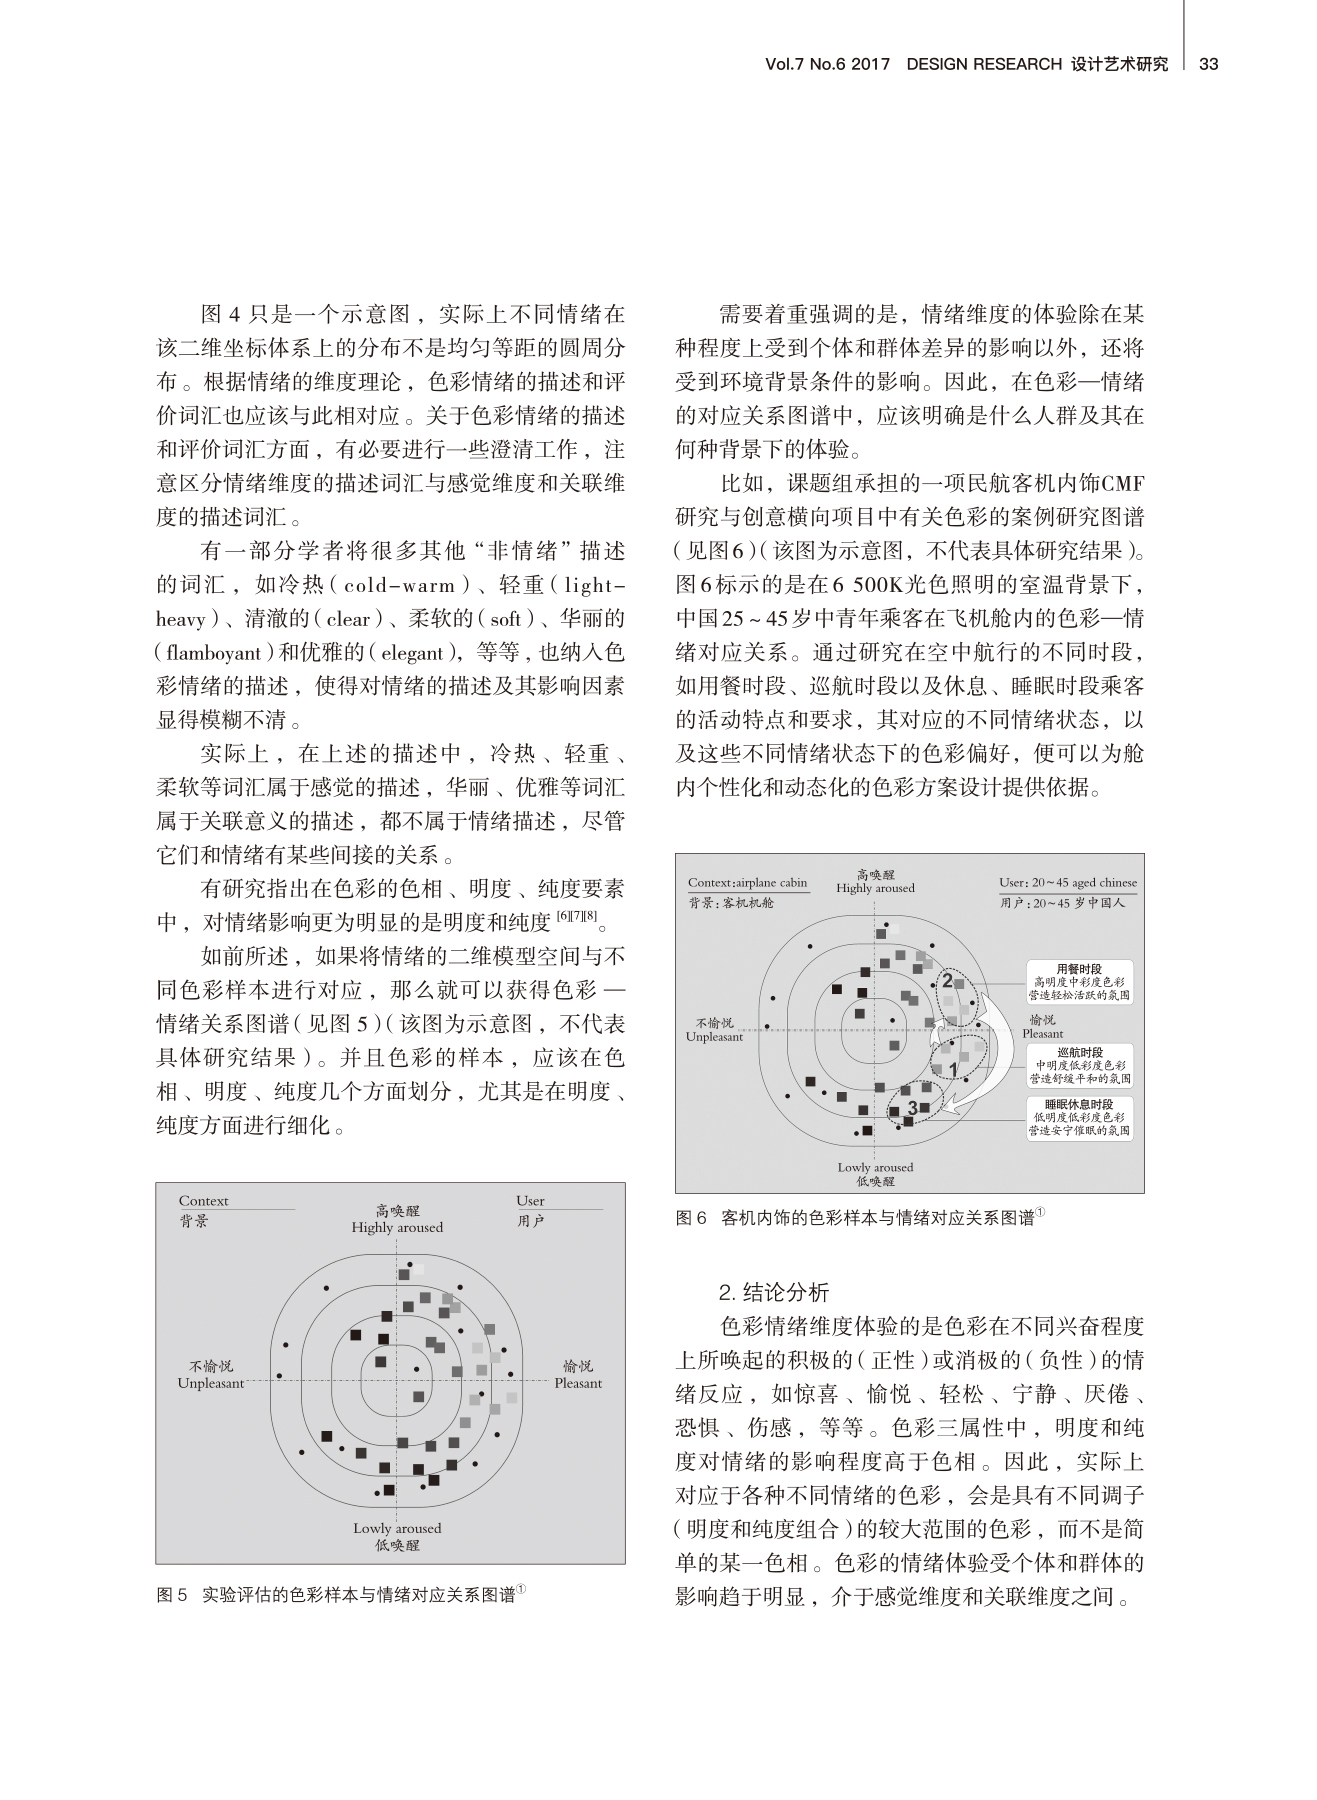 Vol.7 No.6 2017 DESIGN RESEARCH 设计艺术研究 33
图 4 只是一个示意图，实际上不同情绪在
该二维坐标体系上的分布不是均匀等距的圆周分
布。根据情绪的维度理论，色彩情绪的描述和评
价词汇也应该与此相对应。关于色彩情绪的描述
和评价词汇方面，有必要进行一些澄清工作，注
意区分情绪维度的描述词汇与感觉维度和关联维
度的描述词汇。
有一部分学者将很多其他“非情绪”描述
的词汇，如冷热（cold-warm）、轻重（light-
heavy）、清澈的（clear）、柔软的（soft）、华丽的
（flamboyant）和优雅的（elegant），等等，也纳入色
彩情绪的描述，使得对情绪的描述及其影响因素
显得模糊不清。
实际上，在上述的描述中，冷热、轻重、
柔软等词汇属于感觉的描述，华丽、优雅等词汇
属于关联意义的描述，都不属于情绪描述，尽管
它们和情绪有某些间接的关系。
有研究指出在色彩的色相、明度、纯度要素
中，对情绪影响更为明显的是明度和纯度[6][7][8]。
如前所述，如果将情绪的二维模型空间与不
同色彩样本进行对应，那么就可以获得色彩—
情绪关系图谱（见图 5）（该图为示意图，不代表
具体研究结果）。并且色彩的样本，应该在色
相、明度、纯度几个方面划分，尤其是在明度、
纯度方面进行细化。
Context
背景
User
用户
高唤醒
Highly aroused
不愉悦
Unpleasant
愉悦
Pleasant
Lowly aroused
低唤醒
图 5 实验评估的色彩样本与情绪对应关系图谱①
需要着重强调的是，情绪维度的体验除在某
种程度上受到个体和群体差异的影响以外，还将
受到环境背景条件的影响。因此，在色彩—情绪
的对应关系图谱中，应该明确是什么人群及其在
何种背景下的体验。
比如，课题组承担的一项民航客机内饰CMF
研究与创意横向项目中有关色彩的案例研究图谱
（见图6）（该图为示意图，不代表具体研究结果）。
图6标示的是在6 500K光色照明的室温背景下，
中国25～45岁中青年乘客在飞机舱内的色彩—情
绪对应关系。通过研究在空中航行的不同时段，
如用餐时段、巡航时段以及休息、睡眠时段乘客
的活动特点和要求，其对应的不同情绪状态，以
及这些不同情绪状态下的色彩偏好，便可以为舱
内个性化和动态化的色彩方案设计提供依据。
Context:airplane cabin
背景:客机机舱
高唤醒
Highly aroused
User: 20~45 aged chinese
用户:20~45 岁中国人
2
用餐时段
高明度中彩度色彩
营造轻松活跃的氛围
不愉悦
Unpleasant
愉悦
Pleasant
1
巡航时段
中明度低彩度色彩
营造舒缓平和的氛围
3
睡眠休息时段
低明度低彩度色彩
营造安宁催眠的氛围
Lowly aroused
低唤醒
图 6 客机内饰的色彩样本与情绪对应关系图谱①
2. 结论分析
色彩情绪维度体验的是色彩在不同兴奋程度
上所唤起的积极的（正性）或消极的（负性）的情
绪反应，如惊喜、愉悦、轻松、宁静、厌倦、
恐惧、伤感，等等。色彩三属性中，明度和纯
度对情绪的影响程度高于色相。因此，实际上
对应于各种不同情绪的色彩，会是具有不同调子
（明度和纯度组合）的较大范围的色彩，而不是简
单的某一色相。色彩的情绪体验受个体和群体的
影响趋于明显，介于感觉维度和关联维度之间。